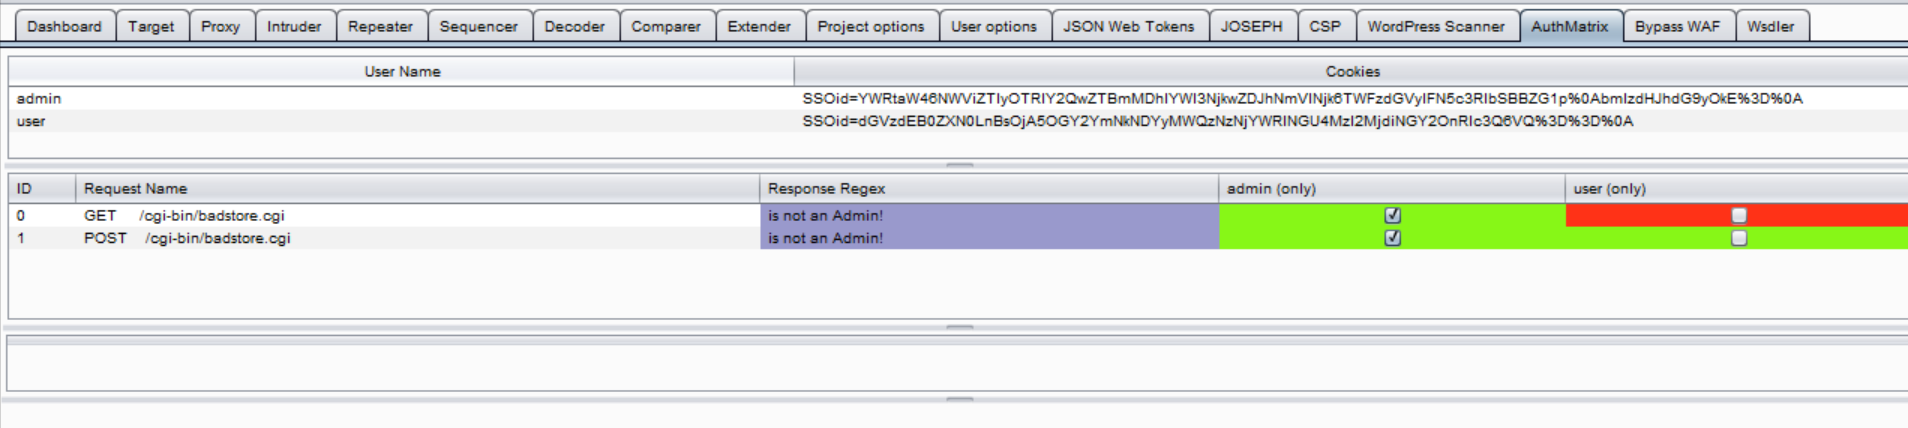 Dashboard Target Proxy Intruder Repeater Sequencer Decoder Comparer Extender Project options User options JSON Web Tokens JOSEPH CSP WordPress Scanner AuthMatrix Bypass WAF Wsdler
User Name Cookies
admin SSOid=YWRtaW46NWViZTIyOTRlY2QwZTBmMDhlYWI3NjkwZDJhNmVlNjk6TWFzdGVyIFN5c3RlbSBBZG1p%0AbmlzdHJhdG9yOkE%3D%0A
user SSOid=dGVzdEB0ZXN0LnBsOjA5OGY2YmNkNDYyMWQzNzNjYWRlNGU4MzI2MjdiNGY2OnRlc3Q6VQ%3D%3D%0A
ID Request Name Response Regex admin (only) user (only)
0 GET /cgi-bin/badstore.cgi is not an Admin!
1 POST /cgi-bin/badstore.cgi is not an Admin!